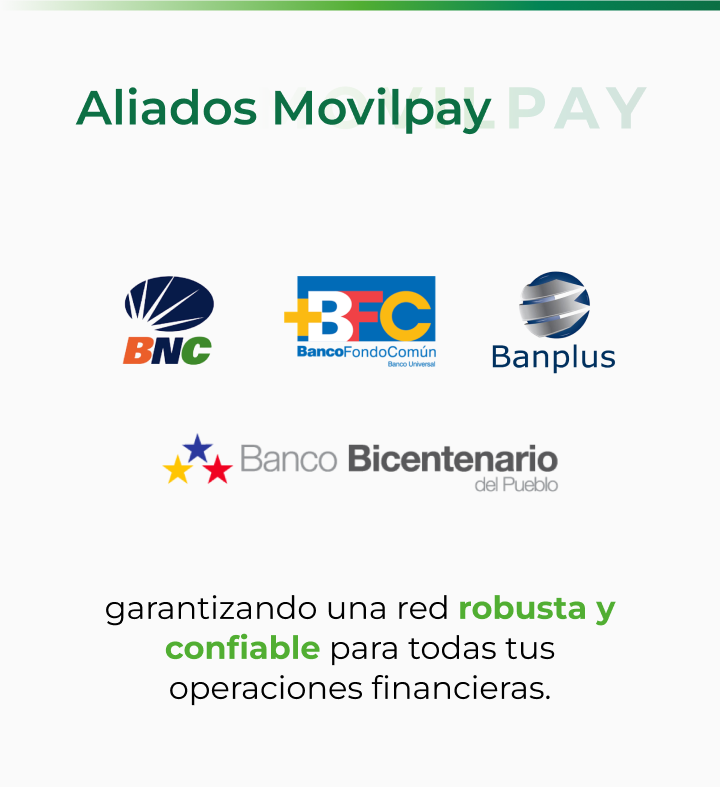 Aliados Movilpay
MOVILPAY
BNC
+BFC
BancoFondoComún
Banco Universal
Banplus
Banco Bicentenario
del Pueblo
garantizando una red robusta y
confiable para todas tus
operaciones financieras.